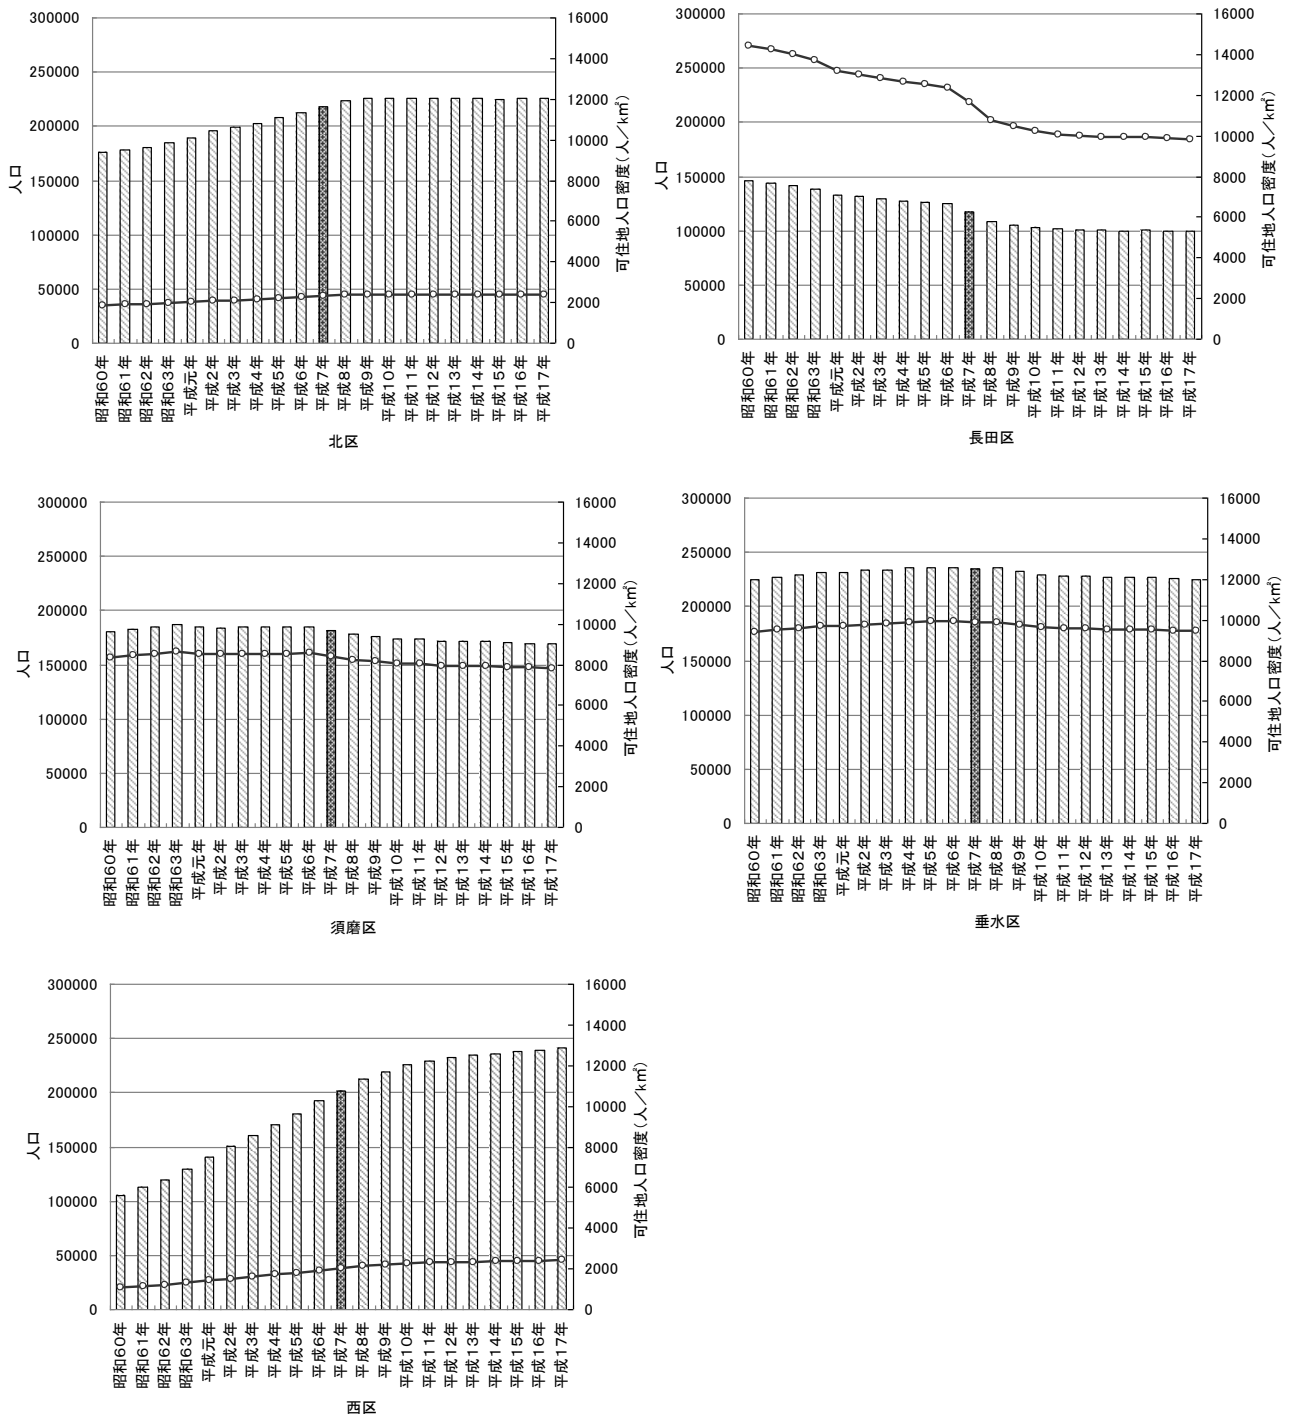 300000
250000
200000
150000
100000
50000
0
人口
16000
14000
12000
10000
8000
6000
4000
2000
0
可住地人口密度(人／k㎡)
昭和60年
昭和61年
昭和62年
昭和63年
平成元年
平成2年
平成3年
平成4年
平成5年
平成6年
平成7年
平成8年
平成9年
平成10年
平成11年
平成12年
平成13年
平成14年
平成15年
平成16年
平成17年
北区
300000
250000
200000
150000
100000
50000
0
人口
16000
14000
12000
10000
8000
6000
4000
2000
0
可住地人口密度(人／k㎡)
昭和60年
昭和61年
昭和62年
昭和63年
平成元年
平成2年
平成3年
平成4年
平成5年
平成6年
平成7年
平成8年
平成9年
平成10年
平成11年
平成12年
平成13年
平成14年
平成15年
平成16年
平成17年
長田区
300000
250000
200000
150000
100000
50000
0
人口
16000
14000
12000
10000
8000
6000
4000
2000
0
可住地人口密度(人／k㎡)
昭和60年
昭和61年
昭和62年
昭和63年
平成元年
平成2年
平成3年
平成4年
平成5年
平成6年
平成7年
平成8年
平成9年
平成10年
平成11年
平成12年
平成13年
平成14年
平成15年
平成16年
平成17年
須磨区
300000
250000
200000
150000
100000
50000
0
人口
16000
14000
12000
10000
8000
6000
4000
2000
0
可住地人口密度(人／k㎡)
昭和60年
昭和61年
昭和62年
昭和63年
平成元年
平成2年
平成3年
平成4年
平成5年
平成6年
平成7年
平成8年
平成9年
平成10年
平成11年
平成12年
平成13年
平成14年
平成15年
平成16年
平成17年
垂水区
300000
250000
200000
150000
100000
50000
0
人口
16000
14000
12000
10000
8000
6000
4000
2000
0
可住地人口密度(人／k㎡)
昭和60年
昭和61年
昭和62年
昭和63年
平成元年
平成2年
平成3年
平成4年
平成5年
平成6年
平成7年
平成8年
平成9年
平成10年
平成11年
平成12年
平成13年
平成14年
平成15年
平成16年
平成17年
西区